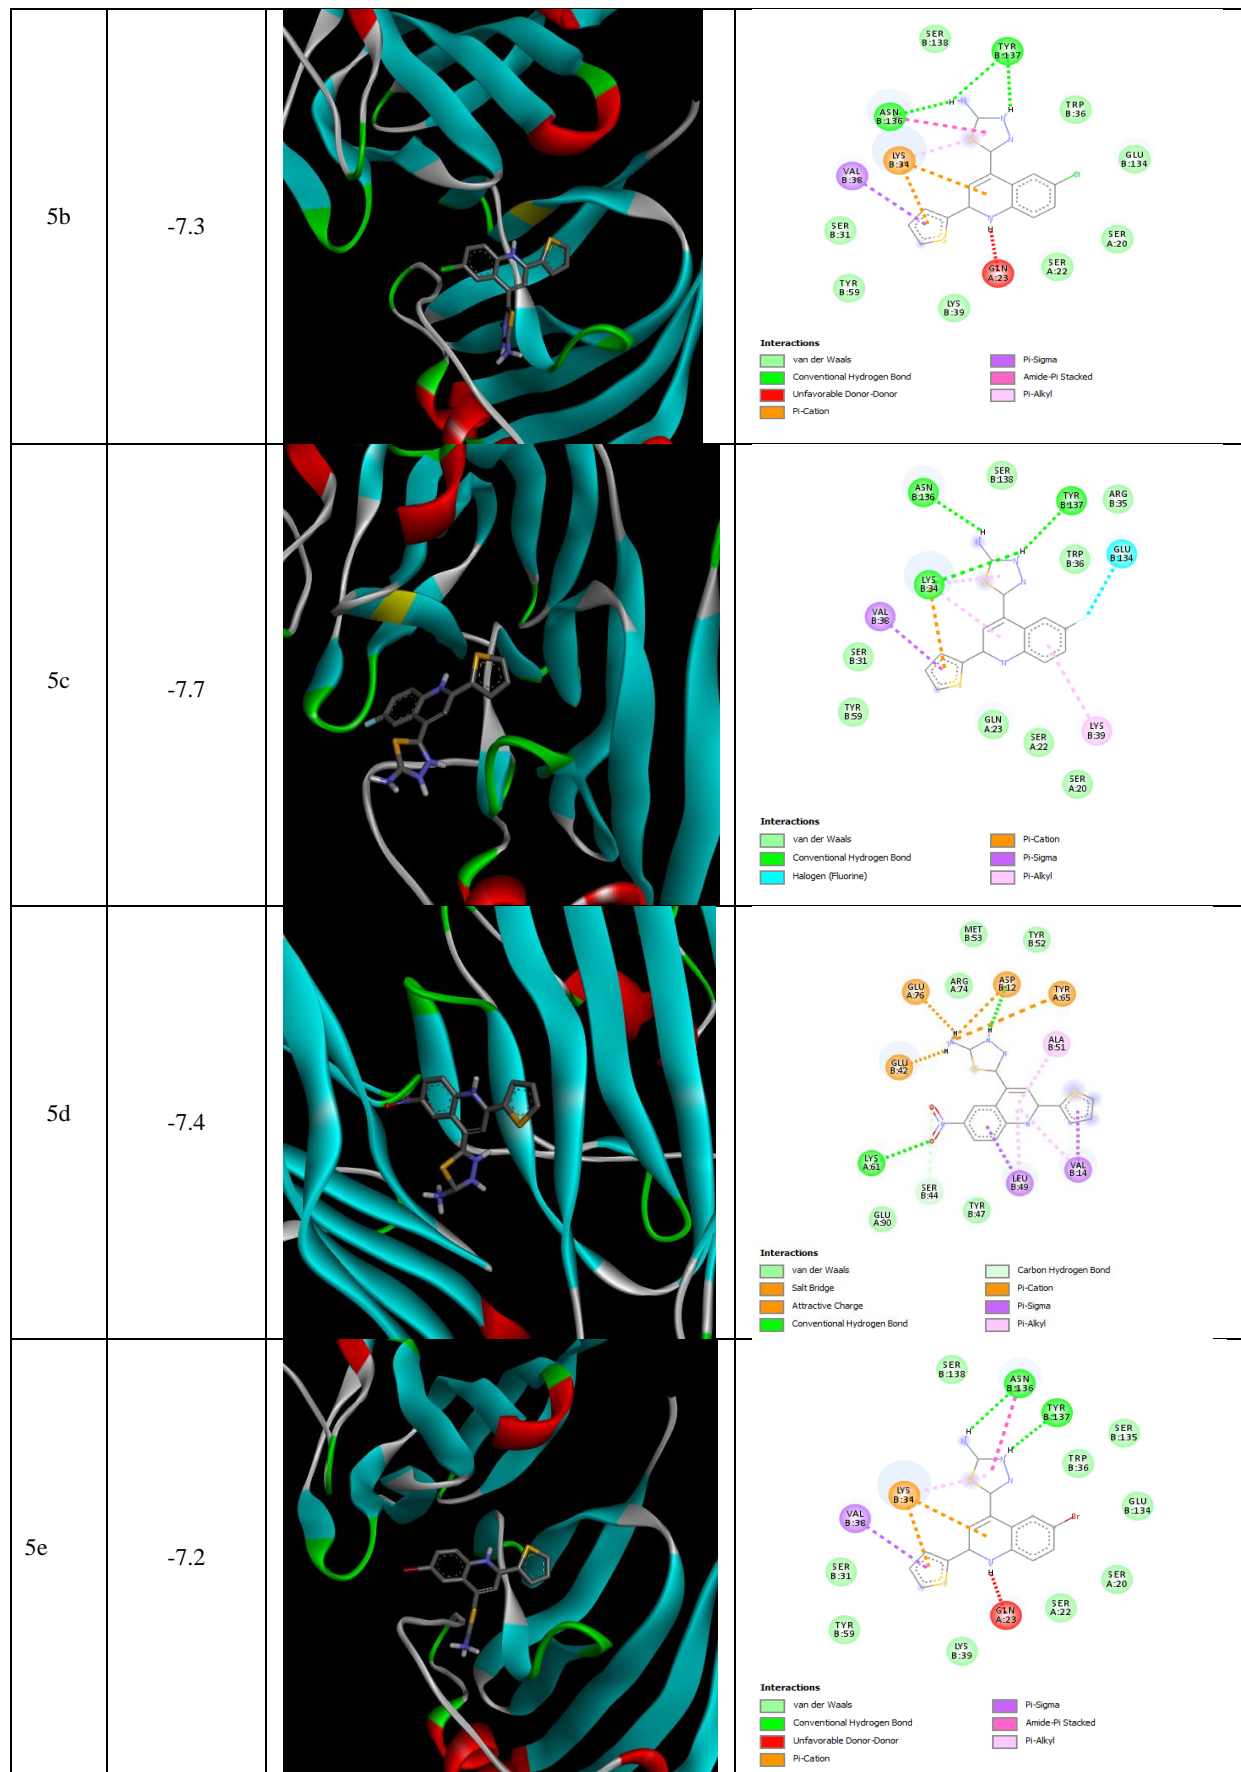 5b
-7.3
SER
B:138
TYR
B:137
ASN
B:136
TRP
B:36
LYS
B:34
GLU
B:134
VAL
B:38
Cl
SER
B:31
SER
A:20
SER
A:22
GLN
A:23
TYR
B:59
LYS
B:39
Interactions
van der Waals
Conventional Hydrogen Bond
Unfavorable Donor-Donor
Pi-Cation
Pi-Sigma
Amide-Pi Stacked
Pi-Alkyl
5c
-7.7
SER
B:138
ASN
B:136
TYR
B:137
ARG
B:35
TRP
B:36
GLU
B:134
LYS
B:34
VAL
B:38
SER
B:31
TYR
B:59
GLN
A:23
SER
A:22
LYS
B:39
SER
A:20
Interactions
van der Waals
Conventional Hydrogen Bond
Halogen (Fluorine)
Pi-Cation
Pi-Sigma
Pi-Alkyl
5d
-7.4
MET
B:53
TYR
B:52
GLU
A:76
ARG
A:74
ASP
B:12
TYR
A:65
ALA
B:51
GLU
B:42
LYS
A:61
SER
B:44
LEU
B:49
VAL
B:14
GLU
A:90
TYR
B:47
Interactions
van der Waals
Salt Bridge
Attractive Charge
Conventional Hydrogen Bond
Carbon Hydrogen Bond
Pi-Cation
Pi-Sigma
Pi-Alkyl
5e
-7.2
SER
B:138
ASN
B:136
TYR
B:137
SER
B:135
TRP
B:36
LYS
B:34
GLU
B:134
VAL
B:38
Br
SER
B:31
SER
A:20
SER
A:22
GLN
A:23
TYR
B:59
LYS
B:39
Interactions
van der Waals
Conventional Hydrogen Bond
Unfavorable Donor-Donor
Pi-Cation
Pi-Sigma
Amide-Pi Stacked
Pi-Alkyl